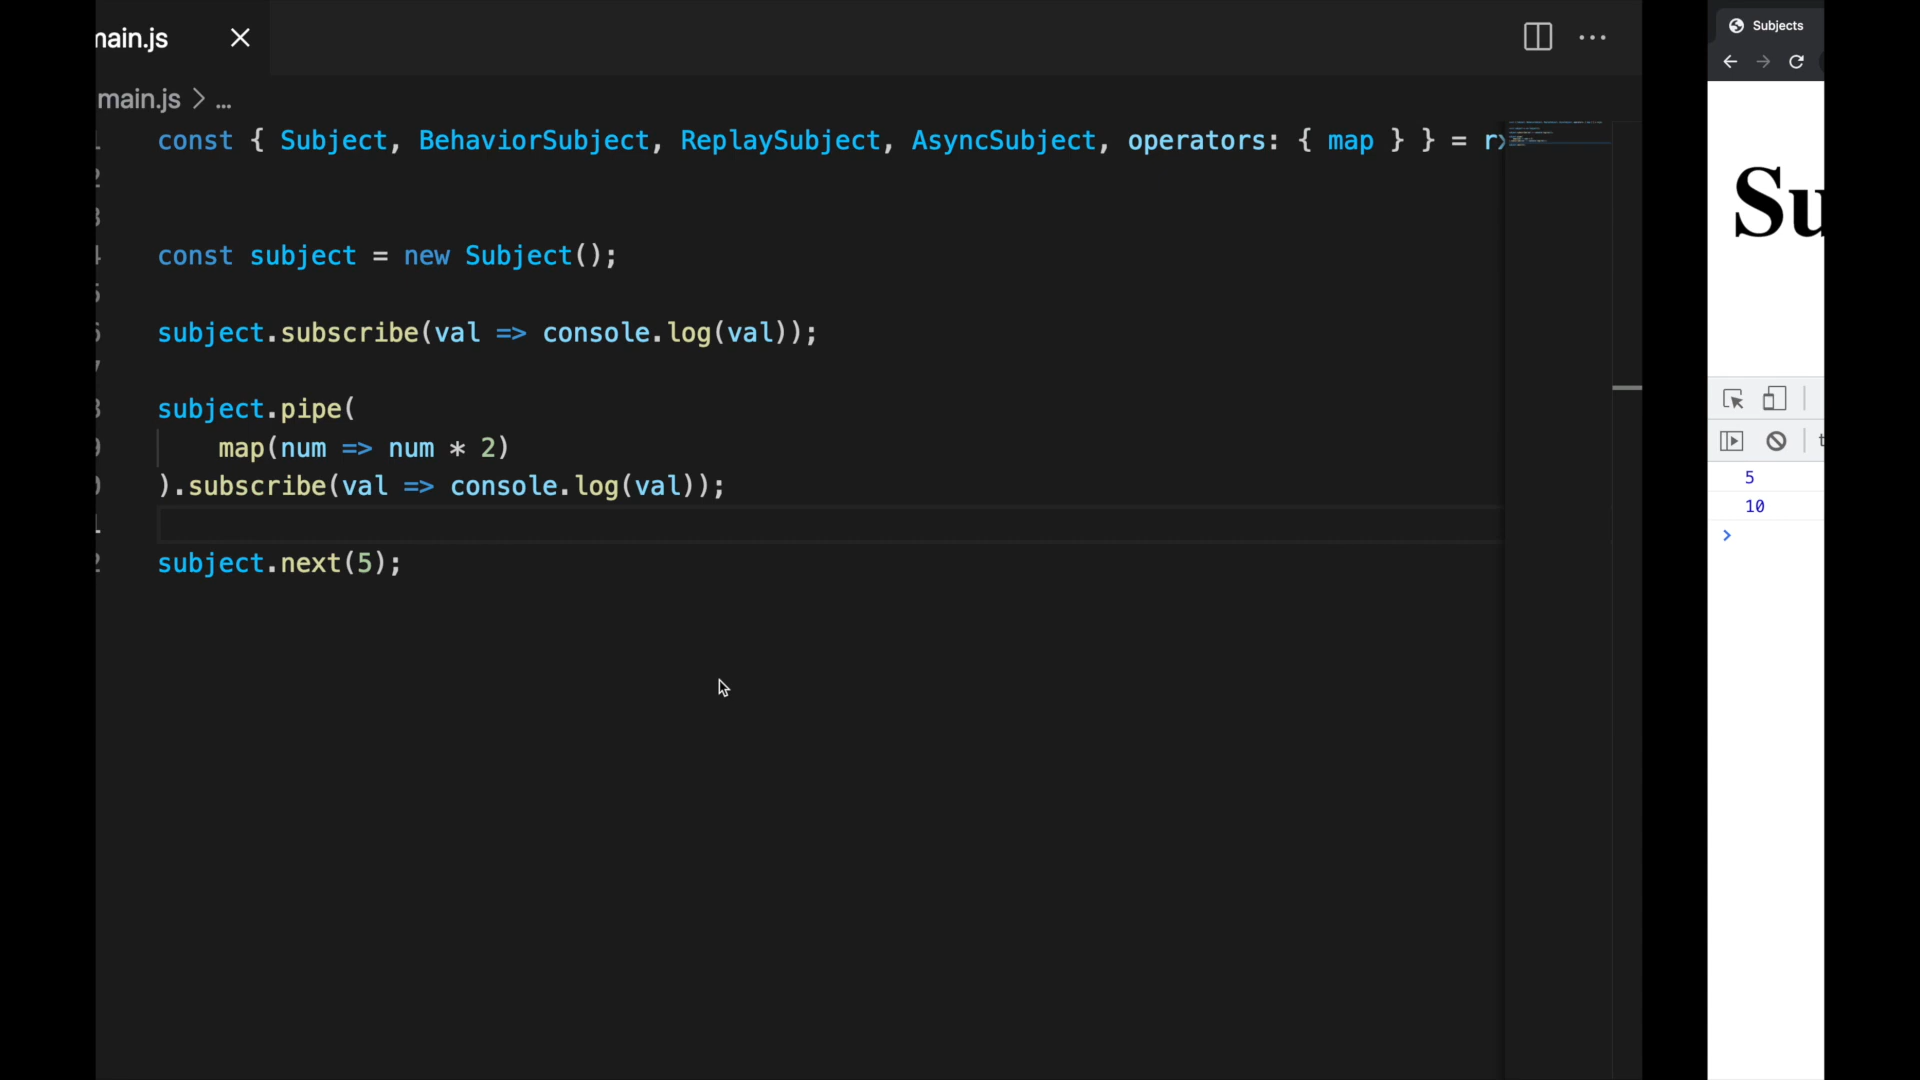 main.js
main.js > ...
const { Subject, BehaviorSubject, ReplaySubject, AsyncSubject, operators: { map } } = rx
const subject = new Subject();
subject.subscribe(val => console.log(val));
subject.pipe(
map(num => num * 2)
).subscribe(val => console.log(val));
subject.next(5);
Subjects
Su
5
10